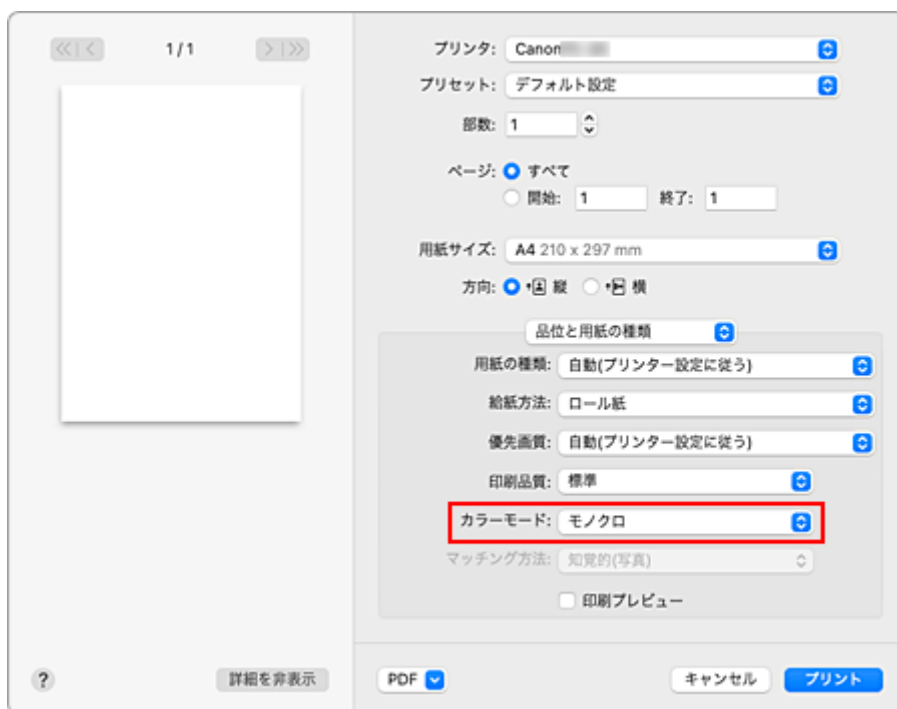 1 / 1
プリンタ: Canon
プリセット: デフォルト設定
部数: 1
ページ: すべて
開始: 1 終了: 1
用紙サイズ: A4 210 x 297 mm
方向: 縦 横
品位と用紙の種類
用紙の種類: 自動(プリンター設定に従う)
給紙方法: ロール紙
優先画質: 自動(プリンター設定に従う)
印刷品質: 標準
カラーモード: モノクロ
マッチング方法: 知覚的(写真)
印刷プレビュー
? 詳細を非表示 PDF キャンセル プリント